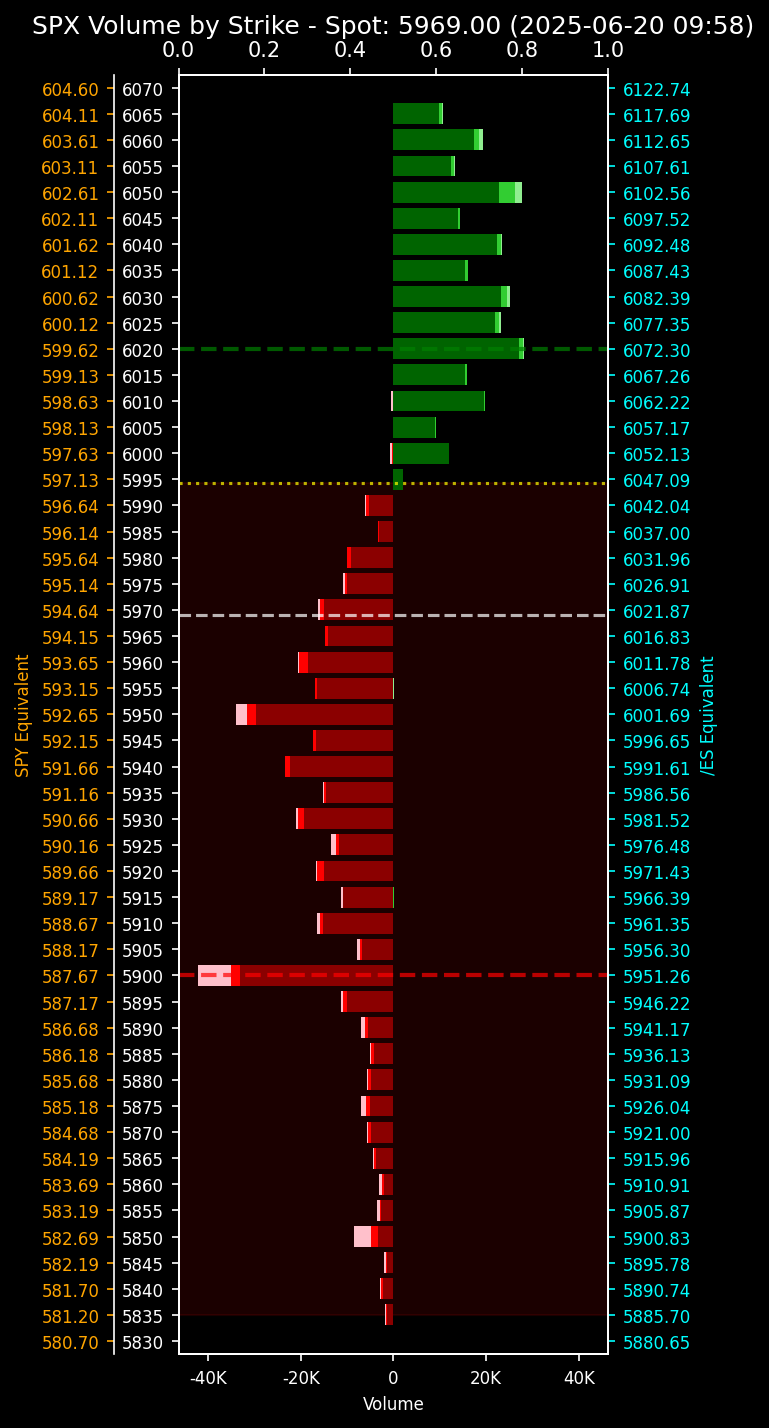 SPX Volume by Strike - Spot: 5969.00 (2025-06-20 09:58)
0.0 0.2 0.4 0.6 0.8 1.0
604.60 6070 6122.74
604.11 6065 6117.69
603.61 6060 6112.65
603.11 6055 6107.61
602.61 6050 6102.56
602.11 6045 6097.52
601.62 6040 6092.48
601.12 6035 6087.43
600.62 6030 6082.39
600.12 6025 6077.35
599.62 6020 6072.30
599.13 6015 6067.26
598.63 6010 6062.22
598.13 6005 6057.17
597.63 6000 6052.13
597.13 5995 6047.09
596.64 5990 6042.04
596.14 5985 6037.00
595.64 5980 6031.96
595.14 5975 6026.91
594.64 5970 6021.87
594.15 5965 6016.83
593.65 5960 6011.78
593.15 5955 6006.74
592.65 5950 6001.69
592.15 5945 5996.65
591.66 5940 5991.61
591.16 5935 5986.56
590.66 5930 5981.52
590.16 5925 5976.48
589.66 5920 5971.43
589.17 5915 5966.39
588.67 5910 5961.35
588.17 5905 5956.30
587.67 5900 5951.26
587.17 5895 5946.22
586.68 5890 5941.17
586.18 5885 5936.13
585.68 5880 5931.09
585.18 5875 5926.04
584.68 5870 5921.00
584.19 5865 5915.96
583.69 5860 5910.91
583.19 5855 5905.87
582.69 5850 5900.83
582.19 5845 5895.78
581.70 5840 5890.74
581.20 5835 5885.70
580.70 5830 5880.65
SPY Equivalent
/ES Equivalent
-40K -20K 0 20K 40K
Volume